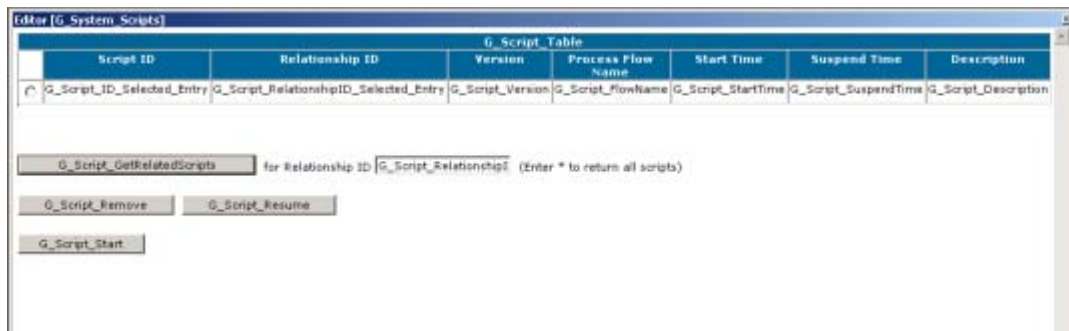 Editor [G_System_Scripts]
G_Script_Table
Script ID Relationship ID Version Process Flow Name Start Time Suspend Time Description
G_Script_ID_Selected_Entry G_Script_RelationshipID_Selected_Entry G_Script_Version G_Script_FlowName G_Script_StartTime G_Script_SuspendTime G_Script_Description
G_Script_GetRelatedScripts for Relationship ID G_Script_RelationshipI (Enter * to return all scripts)
G_Script_Remove G_Script_Resume
G_Script_Start